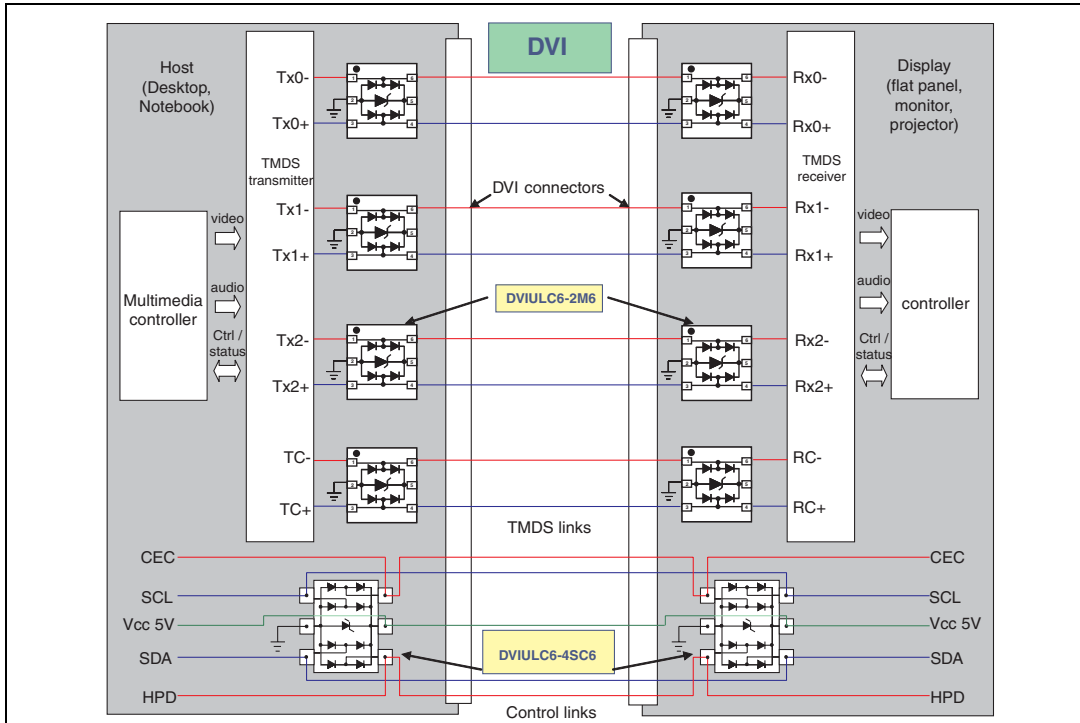 DVI
Host
(Desktop,
Notebook)
Display
(flat panel,
monitor,
projector)
Tx0-
Tx0+
Rx0-
Rx0+
TMDS
transmitter
TMDS
receiver
DVI connectors
Tx1-
Tx1+
Rx1-
Rx1+
video
audio
Ctrl /
status
Multimedia
controller
video
audio
Ctrl /
status
controller
DVIULC6-2M6
Tx2-
Tx2+
Rx2-
Rx2+
TC-
TC+
RC-
RC+
TMDS links
CEC
SCL
Vcc 5V
SDA
HPD
CEC
SCL
Vcc 5V
SDA
HPD
DVIULC6-4SC6
Control links